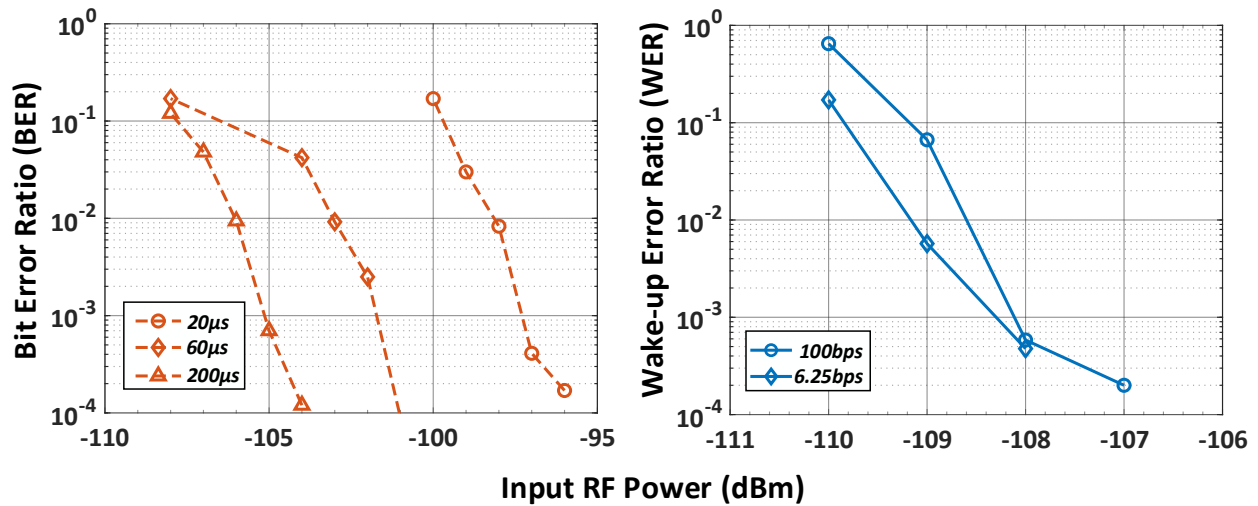 Bit Error Ratio (BER)
10^0
10^-1
10^-2
10^-3
10^-4
20µs
60µs
200µs
-110
-105
-100
-95
Wake-up Error Ratio (WER)
10^0
10^-1
10^-2
10^-3
10^-4
100bps
6.25bps
-111
-110
-109
-108
-107
-106
Input RF Power (dBm)